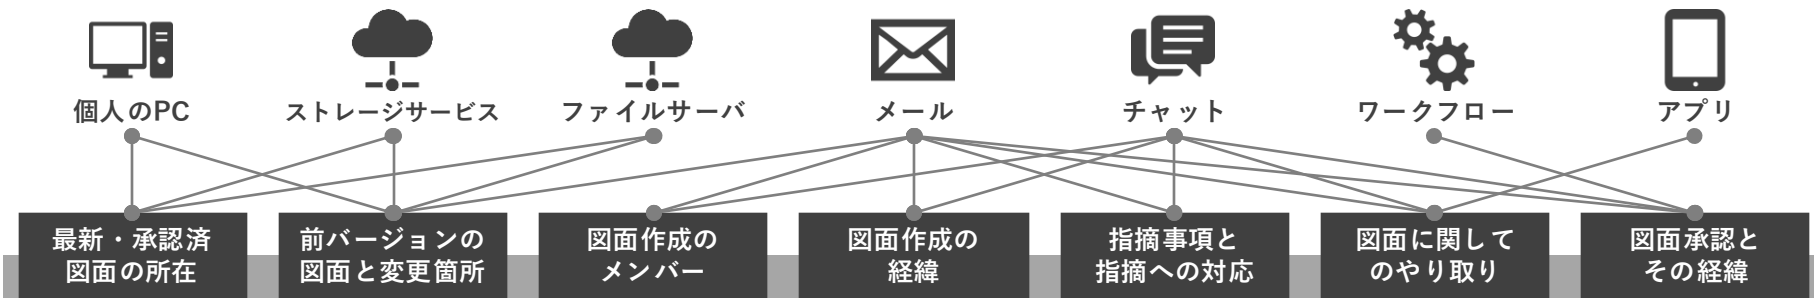 個人のPC
ストレージサービス
ファイルサーバ
メール
チャット
ワークフロー
アプリ
最新・承認済
図面の所在
前バージョンの
図面と変更箇所
図面作成の
メンバー
図面作成の
経緯
指摘事項と
指摘への対応
図面に関して
のやり取り
図面承認と
その経緯